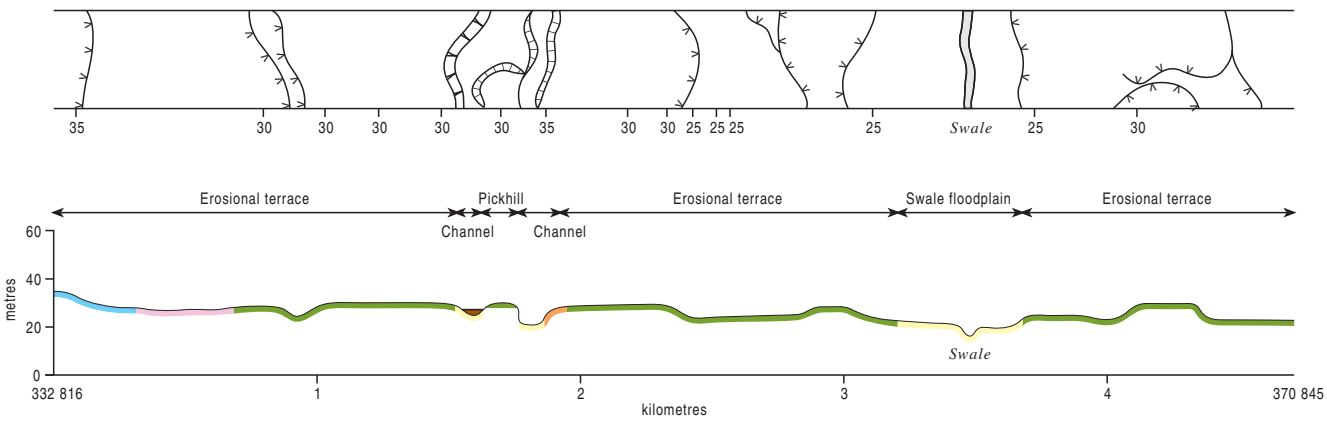 35 30 30 30 30 30 35 30 30 25 25 25 25 Swale 25 30
Erosional terrace Pickhill Erosional terrace Swale floodplain Erosional terrace
Channel Channel
60
40
20
0
metres
Swale
332 816 1 2 3 4 370 845
kilometres